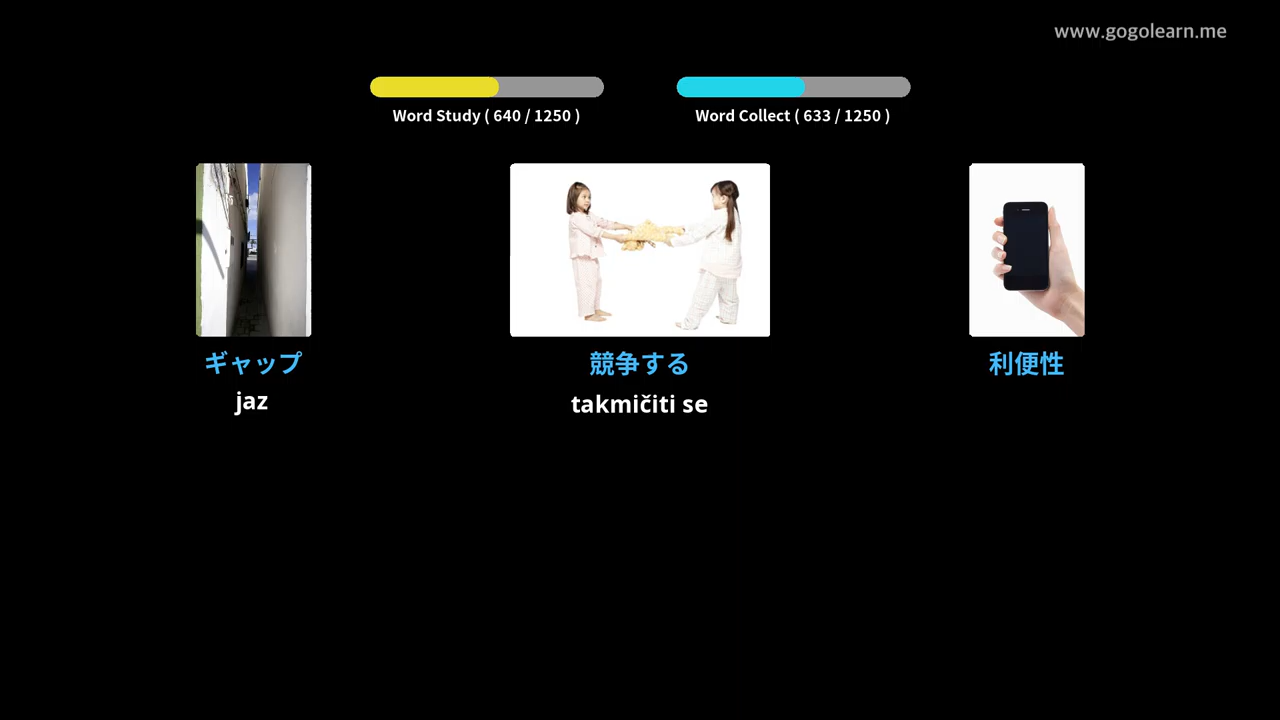 www.gogolearn.me
Word Study ( 640 / 1250 )
Word Collect ( 633 / 1250 )
ギャップ
競争する
利便性
jaz
takmičiti se